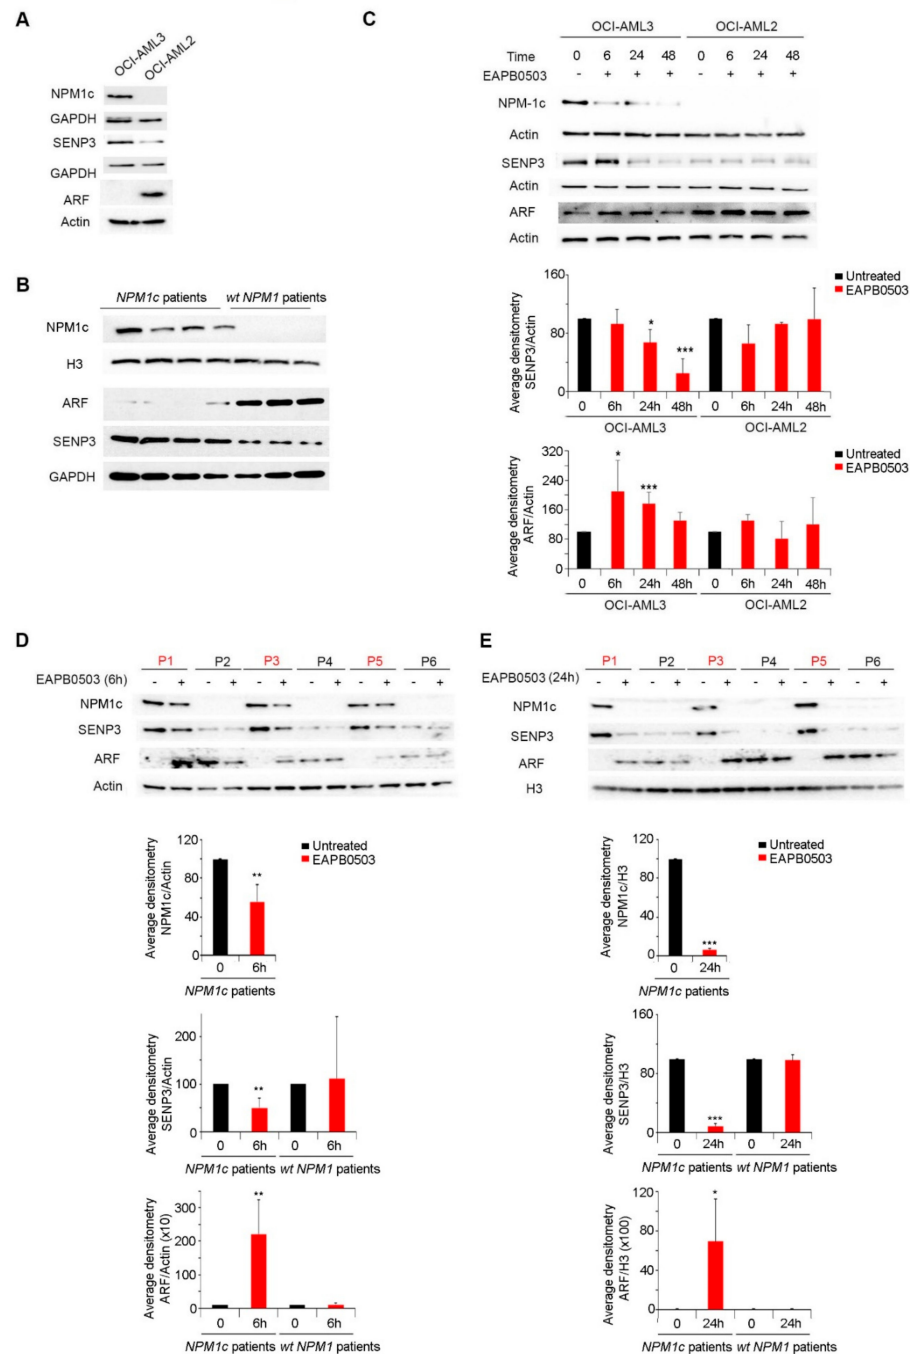 A
OCI-AML3
OCI-AML2
NPM1c
GAPDH
SENP3
GAPDH
ARF
Actin
B
NPM1c patients wt NPM1 patients
NPM1c
H3
ARF
SENP3
GAPDH
C
OCI-AML3 OCI-AML2
Time 0 6 24 48 0 6 24 48
EAPB0503 - + + + - + + +
NPM-1c
Actin
SENP3
Actin
ARF
Actin
Average densitometry
SENP3/Actin
160
120
80
40
0
* ***
Untreated
EAPB0503
0 6h 24h 48h 0 6h 24h 48h
OCI-AML3 OCI-AML2
Average densitometry
ARF/Actin
320
240
160
80
0
* ***
Untreated
EAPB0503
0 6h 24h 48h 0 6h 24h 48h
OCI-AML3 OCI-AML2
D
P1 P2 P3 P4 P5 P6
EAPB0503 (6h) - + - + - + - + - + - +
NPM1c
SENP3
ARF
Actin
Average densitometry
NPM1c/Actin
120
80
40
0
**
Untreated
EAPB0503
0 6h
NPM1c patients
Average densitometry
SENP3/Actin
200
100
0
**
0 6h 0 6h
NPM1c patients wt NPM1 patients
Average densitometry
ARF/Actin (x10)
300
200
100
0
**
0 6h 0 6h
NPM1c patients wt NPM1 patients
E
P1 P2 P3 P4 P5 P6
EAPB0503 (24h) - + - + - + - + - + - +
NPM1c
SENP3
ARF
H3
Average densitometry
NPM1c/H3
120
80
40
0
***
Untreated
EAPB0503
0 24h
NPM1c patients
Average densitometry
SENP3/H3
160
80
0
***
0 24h 0 24h
NPM1c patients wt NPM1 patients
Average densitometry
ARF/H3 (x100)
120
80
40
0
*
0 24h 0 24h
NPM1c patients wt NPM1 patients